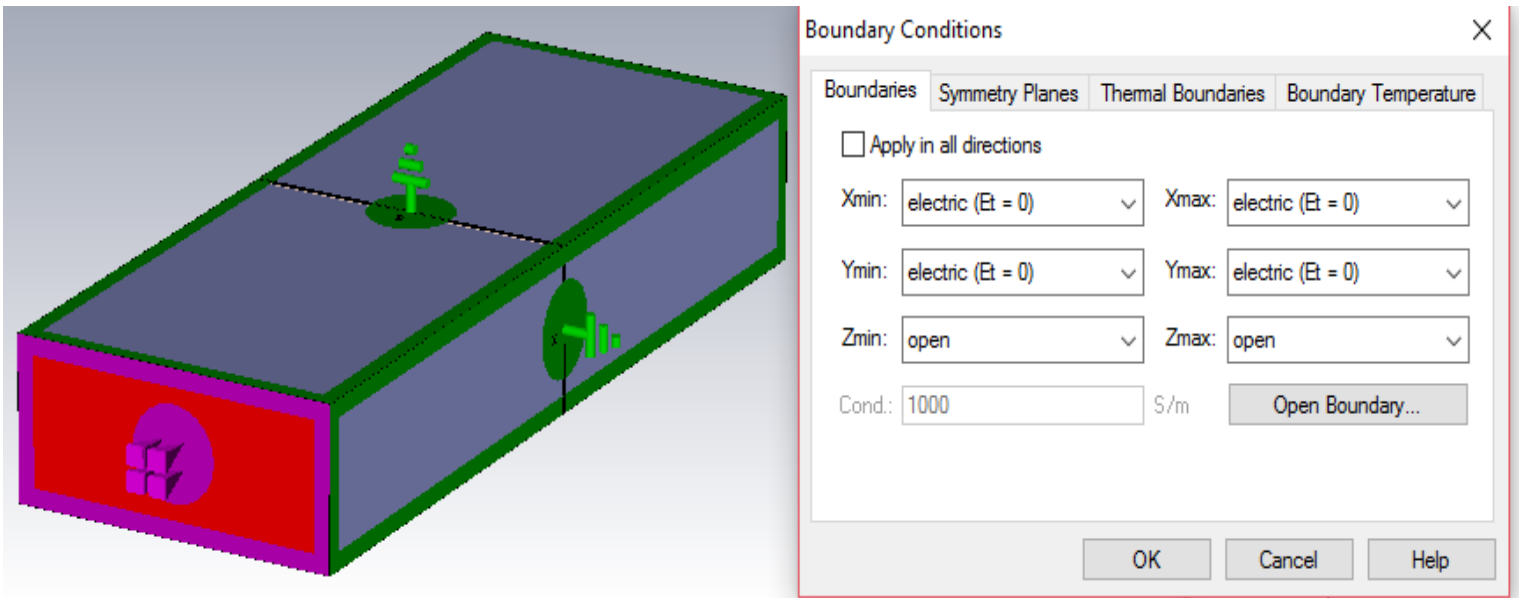 Boundary Conditions
Boundaries Symmetry Planes Thermal Boundaries Boundary Temperature
Apply in all directions
Xmin: electric (Et = 0) Xmax: electric (Et = 0)
Ymin: electric (Et = 0) Ymax: electric (Et = 0)
Zmin: open Zmax: open
Cond.: 1000 S/m Open Boundary...
OK Cancel Help